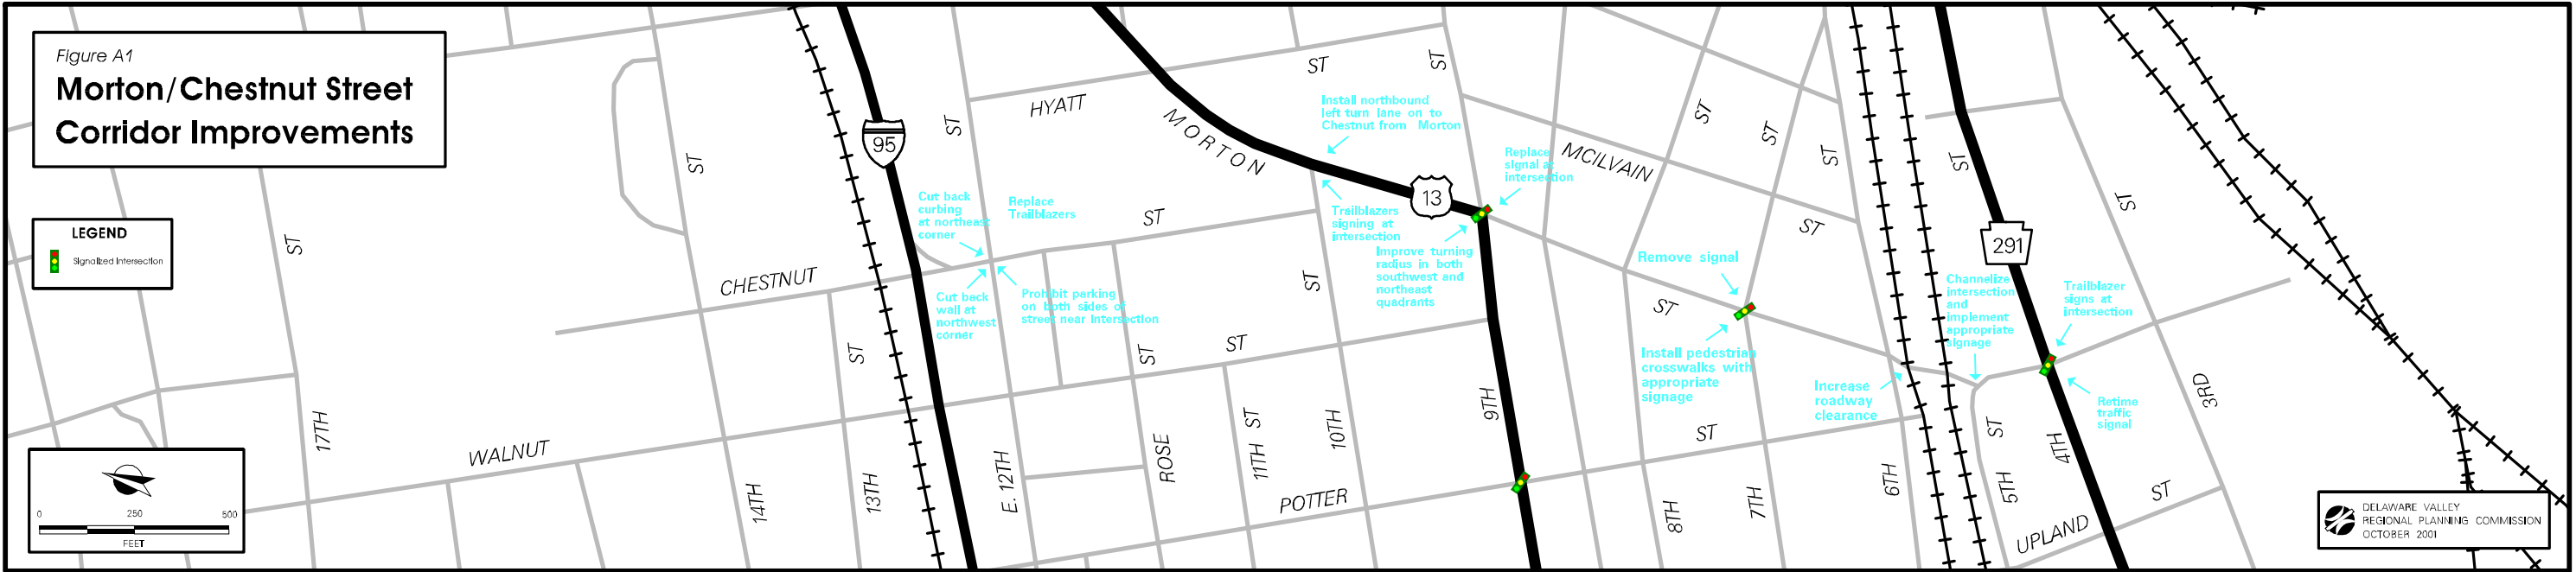 Figure A1
Morton/Chestnut Street
Corridor Improvements
LEGEND
Signalized Intersection
0 250 500
FEET
ST
17TH
ST
14TH
ST
13TH
95
CHESTNUT
ST
WALNUT
ST
ST
E. 12TH
HYATT
ST
MORTON
Cut back
curbing
at northeast
corner
Replace
Trailblazers
Cut back
wall at
northwest
corner
Prohibit parking
on both sides of
street near Intersection
ST
ROSE
11TH ST
ST
10TH
POTTER
ST
Install northbound
left turn lane on to
Chestnut from Morton
Treilblazers
signing at
intersection
13
Replace
signal at
intersection
Improve turning
radius in both
southwest and
northeast
quadrants
ST
9TH
MCILVAIN
ST
ST
8TH
ST
7TH
ST
6TH
ST
Remove signal
Install pedestrian
crosswalks with
appropriate
signage
Increase
roadway
clearance
Channelize
intersection
and
implement
appropriate
signage
ST
5TH
ST
4TH
291
Trailblazer
signs at
intersection
Retime
traffic
signal
ST
3RD
UPLAND
ST
DELAWARE VALLEY
REGIONAL PLANNING COMMISSION
OCTOBER 2001